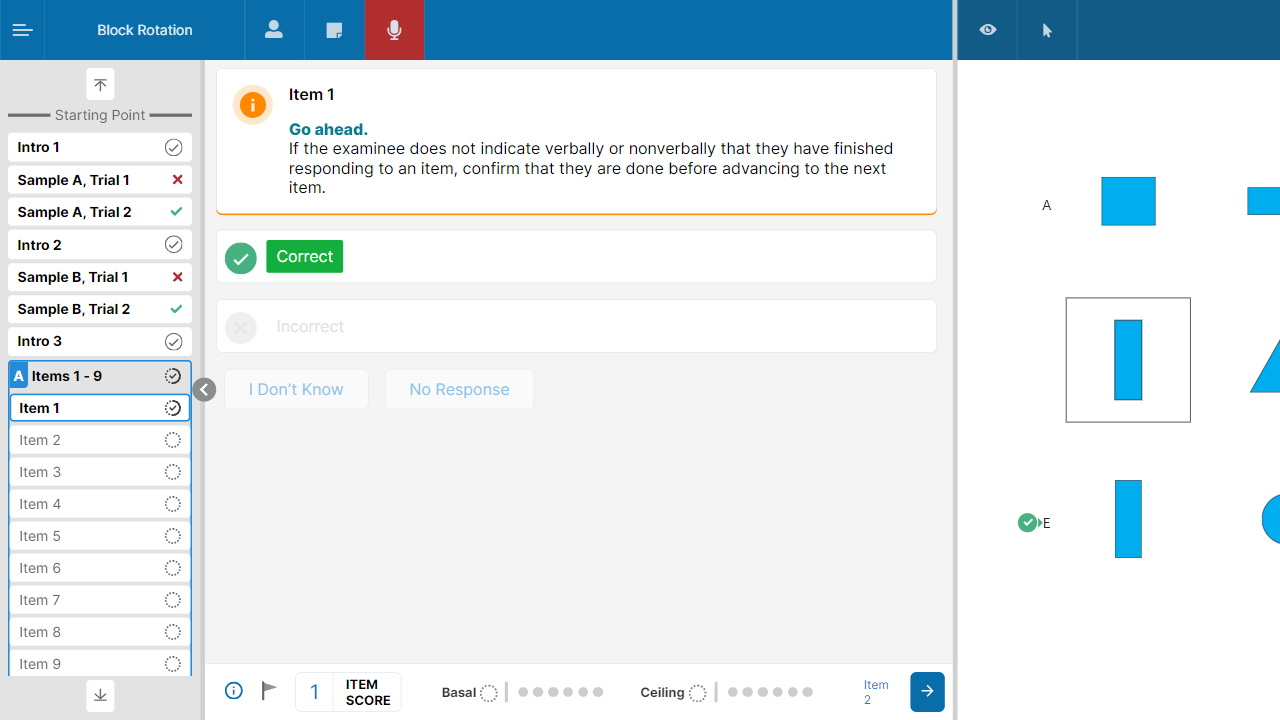 Block Rotation
Starting Point
Intro 1
Sample A, Trial 1
Sample A, Trial 2
Intro 2
Sample B, Trial 1
Sample B, Trial 2
Intro 3
A Items 1 - 9
Item 1
Item 2
Item 3
Item 4
Item 5
Item 6
Item 7
Item 8
Item 9
Item 1
Go ahead.
If the examinee does not indicate verbally or nonverbally that they have finished
responding to an item, confirm that they are done before advancing to the next
item.
Correct
Incorrect
I Don't Know
No Response
1 ITEM
SCORE
Basal
Ceiling
Item
2
A
E